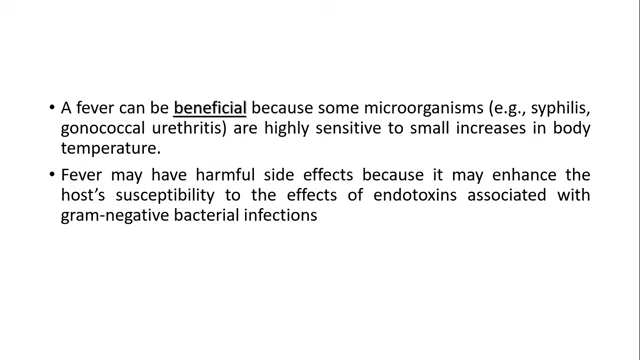 • A fever can be beneficial because some microorganisms (e.g., syphilis,
gonococcal urethritis) are highly sensitive to small increases in body
temperature.
• Fever may have harmful side effects because it may enhance the
host's susceptibility to the effects of endotoxins associated with
gram-negative bacterial infections